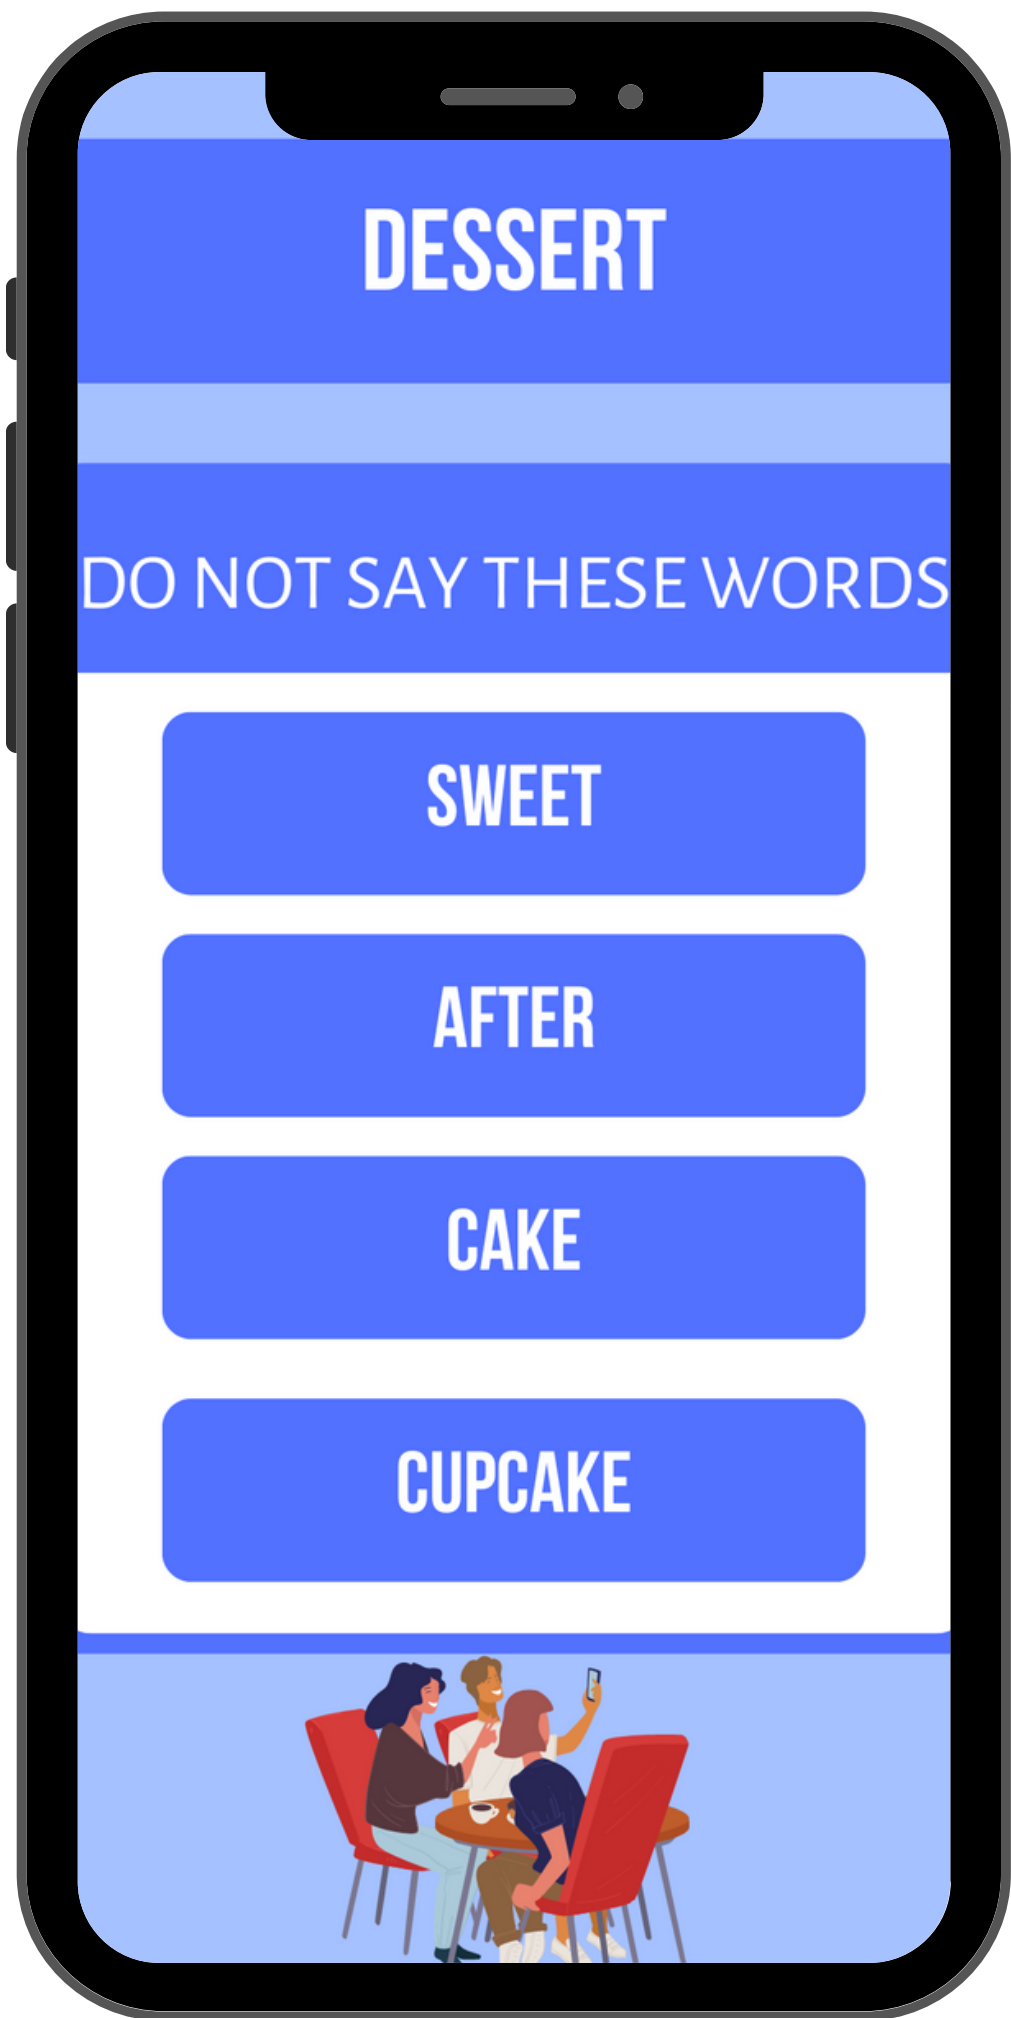 DESSERT
DO NOT SAY THESE WORDS
SWEET
AFTER
CAKE
CUPCAKE